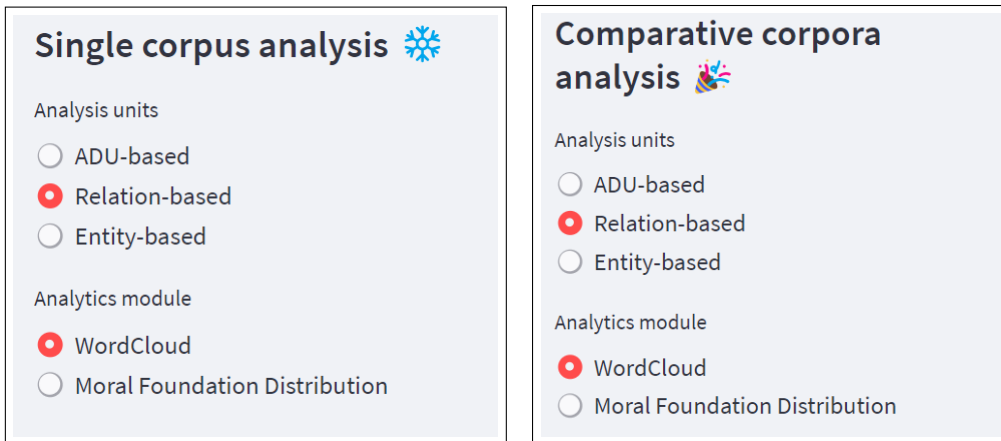 Single corpus analysis
Analysis units
ADU-based
Relation-based
Entity-based
Analytics module
WordCloud
Moral Foundation Distribution
Comparative corpora
analysis
Analysis units
ADU-based
Relation-based
Entity-based
Analytics module
WordCloud
Moral Foundation Distribution